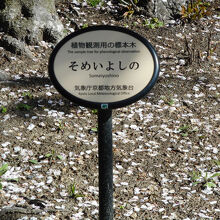 植物観測用の標本木
The sample tree for phenological observation
そめいよしの
Someiyoshino
気象庁京都地方気象台
Kyoto Local Meteorological Office